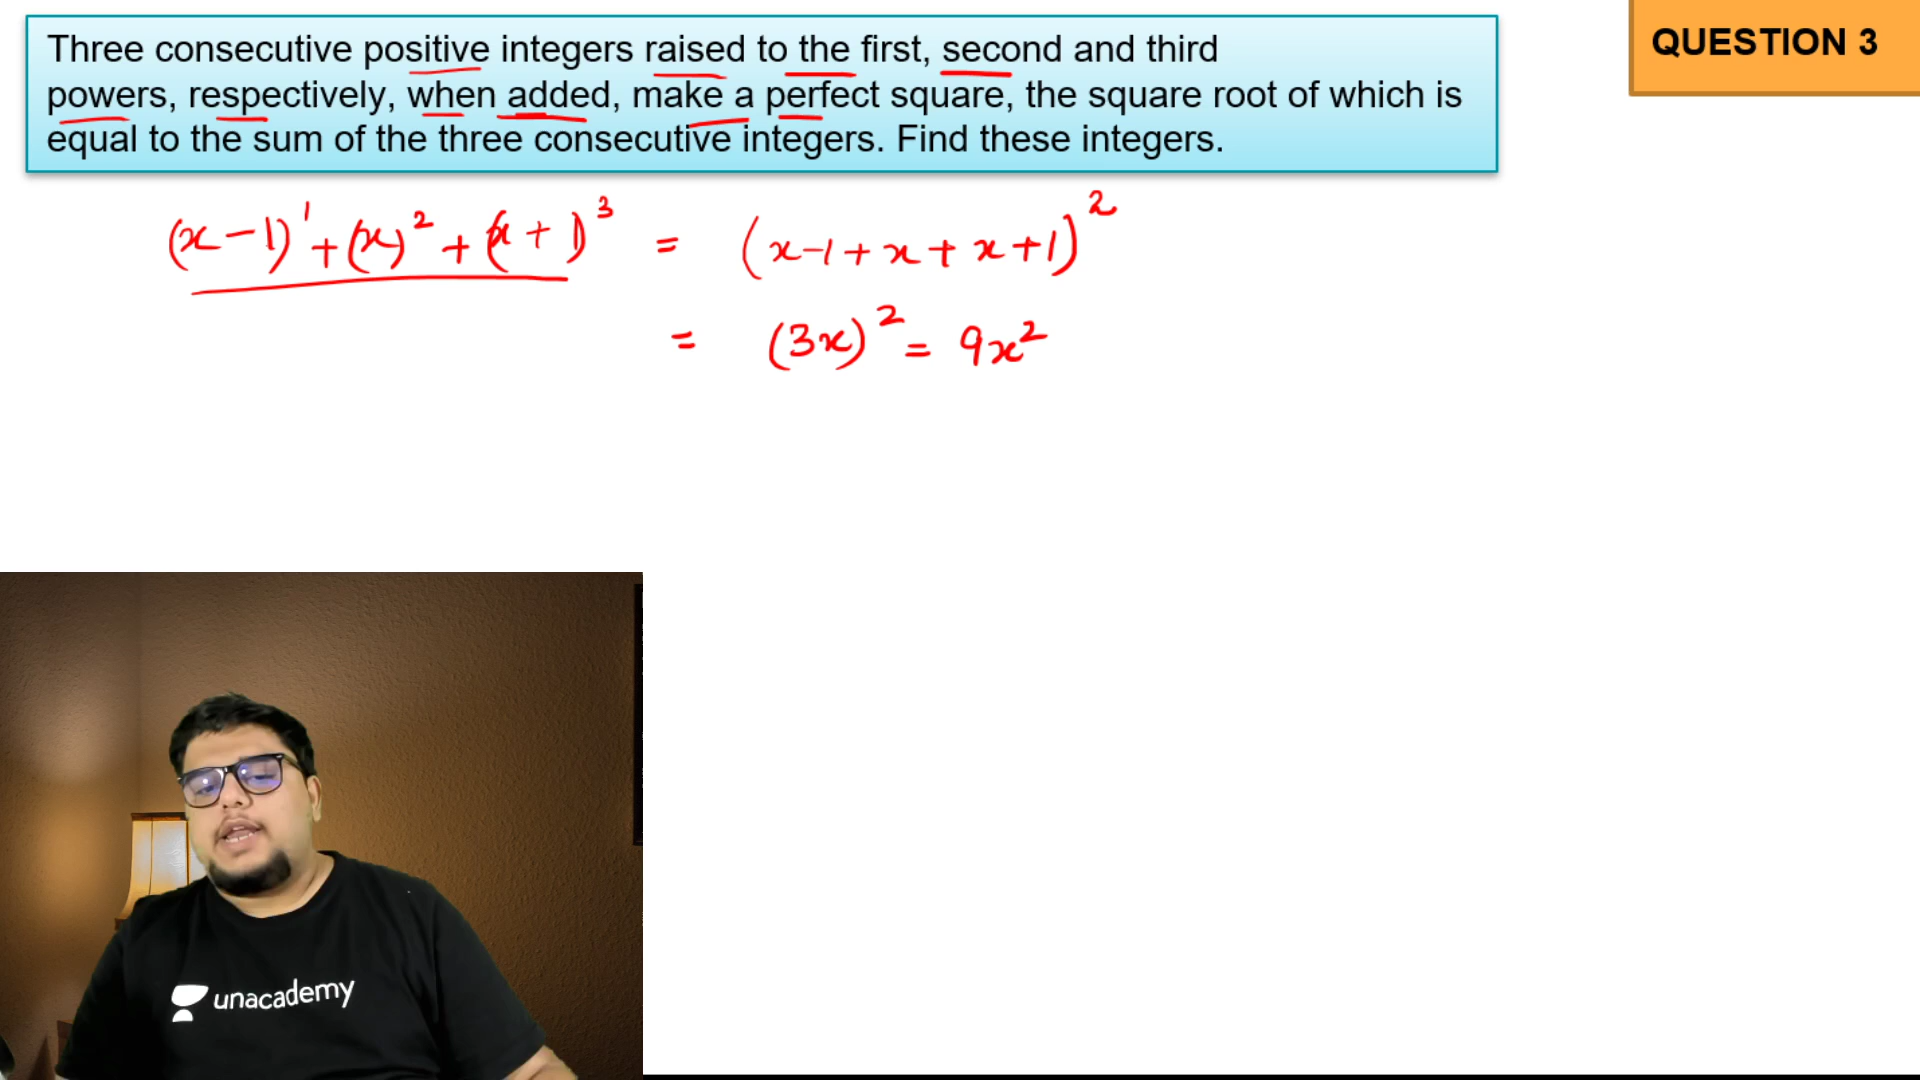 QUESTION 3
Three consecutive positive integers raised to the first, second and third
powers, respectively, when added, make a perfect square, the square root of which is
equal to the sum of the three consecutive integers. Find these integers.
(x-1)¹+(x)²+(x+1)³ = (x-1+x+x+1)²
= (3x)² = 9x²
unacademy